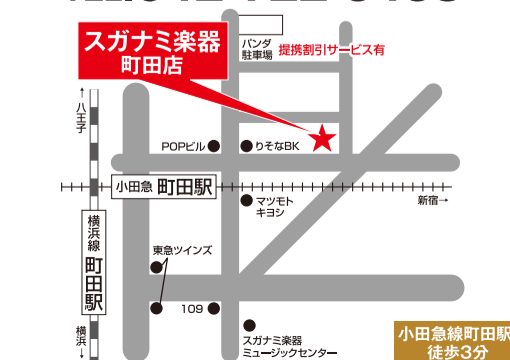 スガナミ楽器
町田店
パンダ
駐車場
提携割引サービス有
←八王子
POPビル
りそなBK
小田急 町田駅
新宿→
マツモト
キヨシ
横浜線 町田駅
東急ツインズ
109
横浜→
スガナミ楽器
ミュージックセンター
小田急線町田駅
徒歩3分